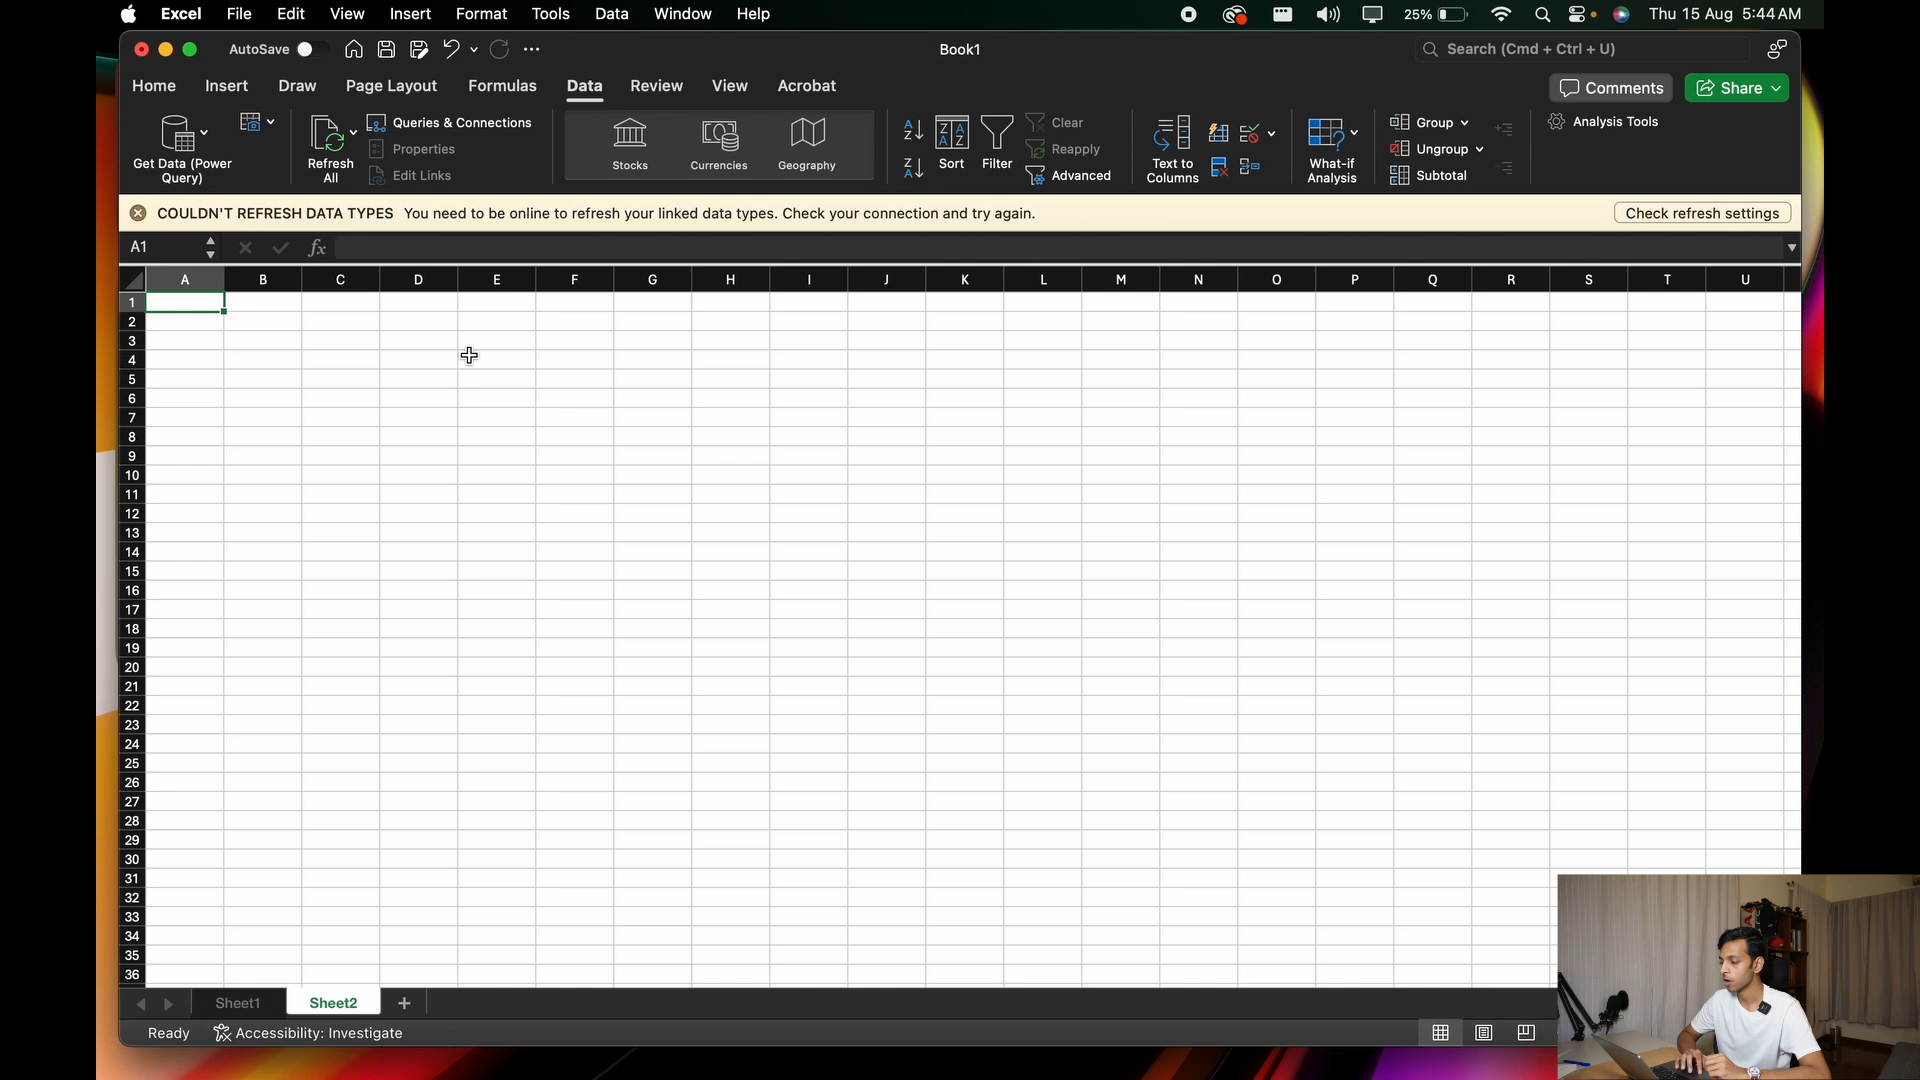 Excel File Edit View Insert Format Tools Data Window Help 25% Thu 15 Aug 5:44 AM
AutoSave Book1 Search (Cmd + Ctrl + U)
Home Insert Draw Page Layout Formulas Data Review View Acrobat Comments Share
Get Data (Power Query)
Refresh All
Queries & Connections
Properties
Edit Links
Stocks Currencies Geography
Sort Filter
Clear
Reapply
Advanced
Text to Columns
What-if Analysis
Group
Ungroup
Subtotal
Analysis Tools
COULDN'T REFRESH DATA TYPES You need to be online to refresh your linked data types. Check your connection and try again. Check refresh settings
A1 fx
A B C D E F G H I J K L M N O P Q R S T U
1
2
3
4
5
6
7
8
9
10
11
12
13
14
15
16
17
18
19
20
21
22
23
24
25
26
27
28
29
30
31
32
33
34
35
36
Sheet1 Sheet2 +
Ready Accessibility: Investigate